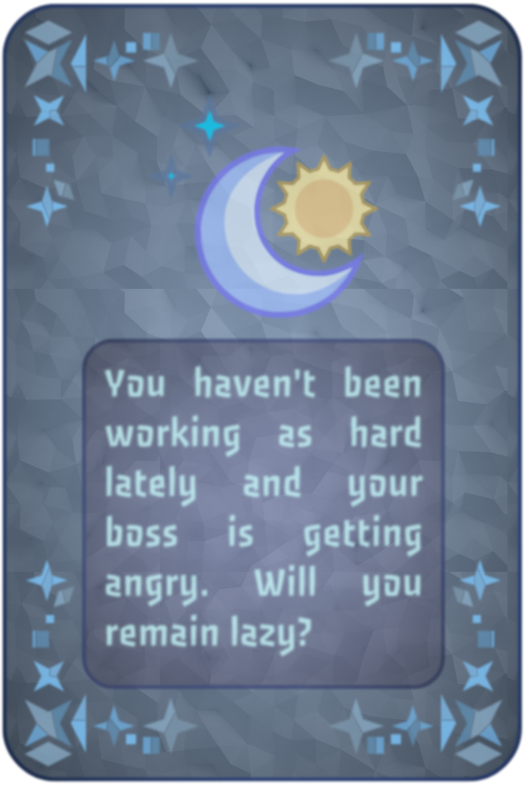 You haven't been
working as hard
lately and your
boss is getting
angry. Will you
remain lazy?